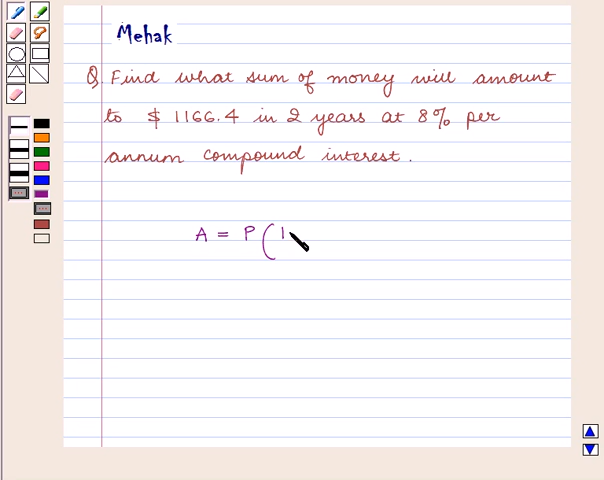 Mehak
Q. Find what sum of money will amount
to $ 1166.4 in 2 years at 8% per
annum compound interest.
A = P ( 1